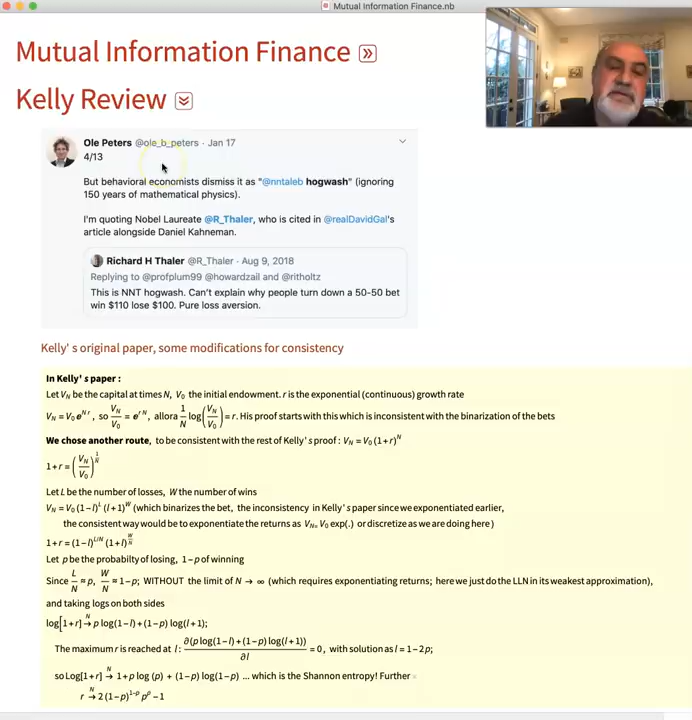 Mutual Information Finance.nb
Mutual Information Finance
Kelly Review
Ole Peters @ole_b_peters · Jan 17
4/13
But behavioral economists dismiss it as "@nntaleb hogwash" (ignoring
150 years of mathematical physics).
I'm quoting Nobel Laureate @R_Thaler, who is cited in @realDavidGal's
article alongside Daniel Kahneman.
Richard H Thaler @R_Thaler · Aug 9, 2018
Replying to @profplum99 @howardzail and @ritholtz
This is NNT hogwash. Can't explain why people turn down a 50-50 bet
win $110 lose $100. Pure loss aversion.
Kelly' s original paper, some modifications for consistency
In Kelly' s paper :
Let V_N be the capital at times N, V_0 the initial endowment. r is the exponential (continuous) growth rate
V_N = V_0 e^{N r}, so V_N/V_0 = e^{r N}, allora 1/N log(V_N/V_0) = r. His proof starts with this which is inconsistent with the binarization of the bets
We chose another route, to be consistent with the rest of Kelly's proof : V_N = V_0 (1+r)^N
1+r = (V_N/V_0)^{1/N}
Let L be the number of losses, W the number of wins
V_N = V_0 (1-l)^L (l+1)^W (which binarizes the bet, the inconsistency in Kelly's paper since we exponentiated earlier,
the consistent way would be to exponentiate the returns as V_N= V_0 exp(.) or discretize as we are doing here)
1+r = (1-l)^{L/N} (1+l)^{W/N}
Let p be the probabilty of losing, 1-p of winning
Since L/N ≈ p, W/N ≈ 1-p; WITHOUT the limit of N → ∞ (which requires exponentiating returns; here we just do the LLN in its weakest approximation),
and taking logs on both sides
log[1+r] →^N p log(1-l) + (1-p) log(l+1);
The maximum r is reached at l : ∂(p log(1-l) + (1-p) log(l+1))/∂l = 0, with solution as l = 1-2p;
so Log[1+r] →^N 1+p log (p) + (1-p) log(1-p) ... which is the Shannon entropy! Further
r →^N 2 (1-p)^{1-p} p^p -1